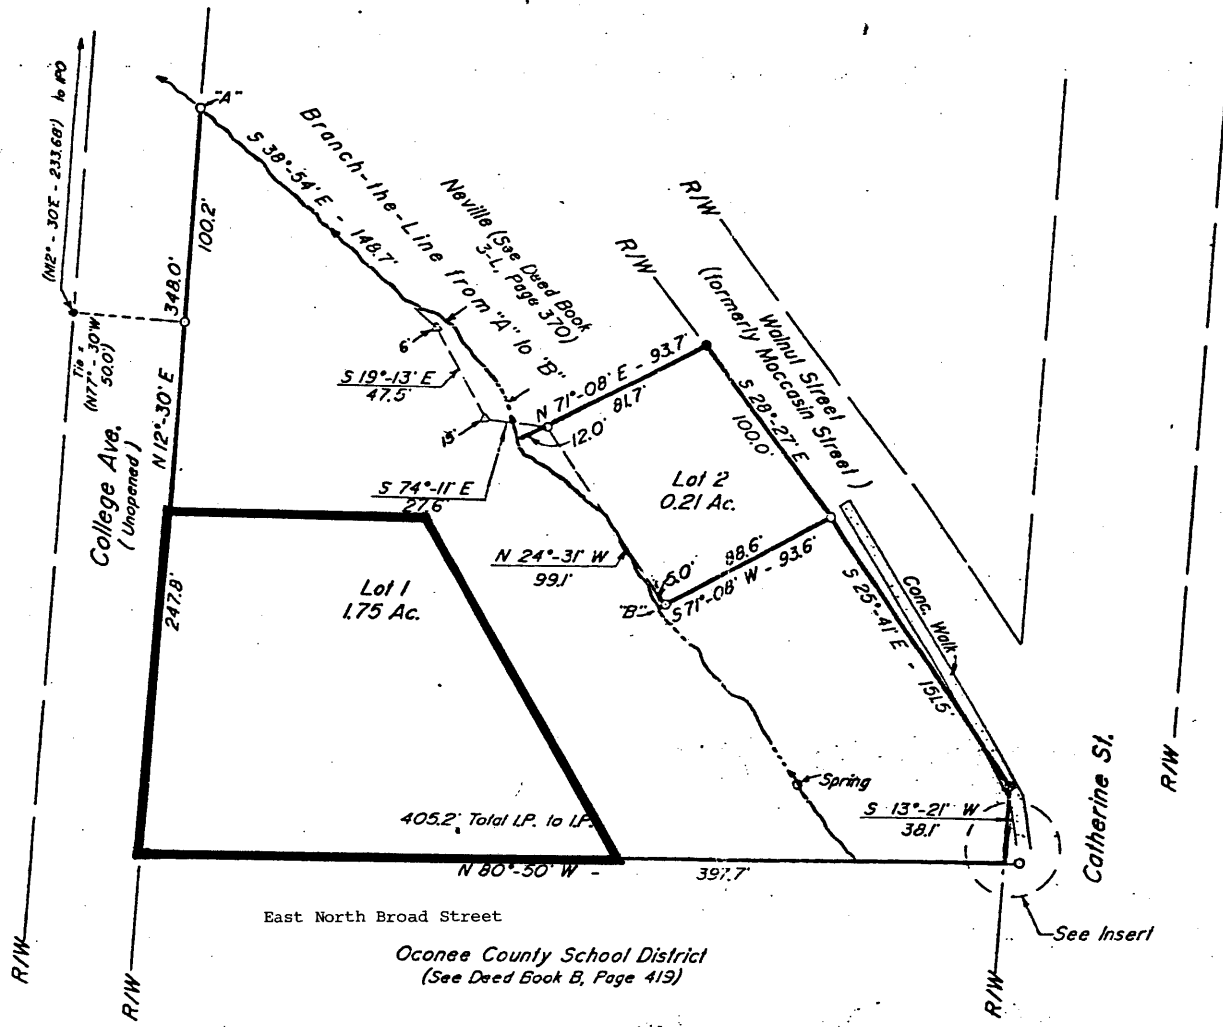 (N12°-30'E - 233.68') to IPO
"A"
100.2'
348.0'
N 12°-30' E
Tie =
(N77°-30'W
50.0')
College Ave.
(Unopened)
247.8'
S 38°-54' E - 148.7'
Branch-the-Line from "A" to "B"
Neville (See Deed Book
3-L, Page 370)
R/W
R/W
Walnut Street
(formerly Moccasin Street)
6'
S 19°-13' E
47.5'
15'
S 74°-11' E
27.6'
N 71°-08' E - 93.7'
81.7'
12.0'
S 28°-27' E
100.0'
Lot 2
0.21 Ac.
N 24°-31' W
99.1'
88.6'
5.0'
S 71°-08' W - 93.6'
"B"
Lot 1
1.75 Ac.
S 25°-41' E - 151.5'
Conc. Walk
Spring
S 13°-21' W
38.1'
Catherine St.
R/W
405.2' Total I.P. to I.P.
N 80°-50' W -
397.7'
See Insert
East North Broad Street
Oconee County School District
(See Deed Book B, Page 419)
R/W
R/W
R/W